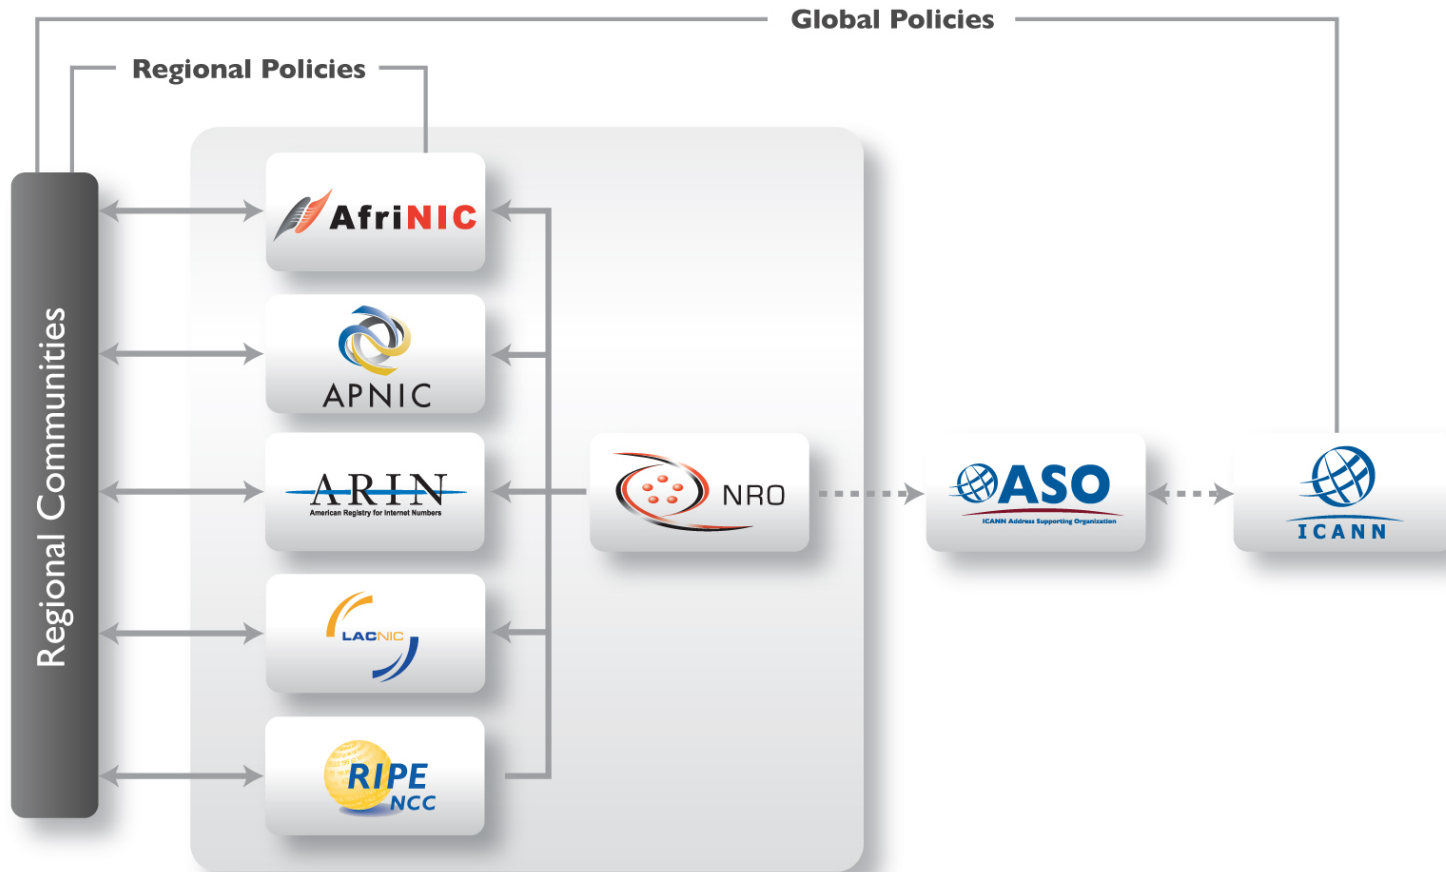 Global Policies
Regional Policies
Regional Communities
AfriNIC
APNIC
ARIN
American Registry for Internet Numbers
LACNIC
RIPE
NCC
NRO
ASO
ICANN Address Supporting Organization
ICANN